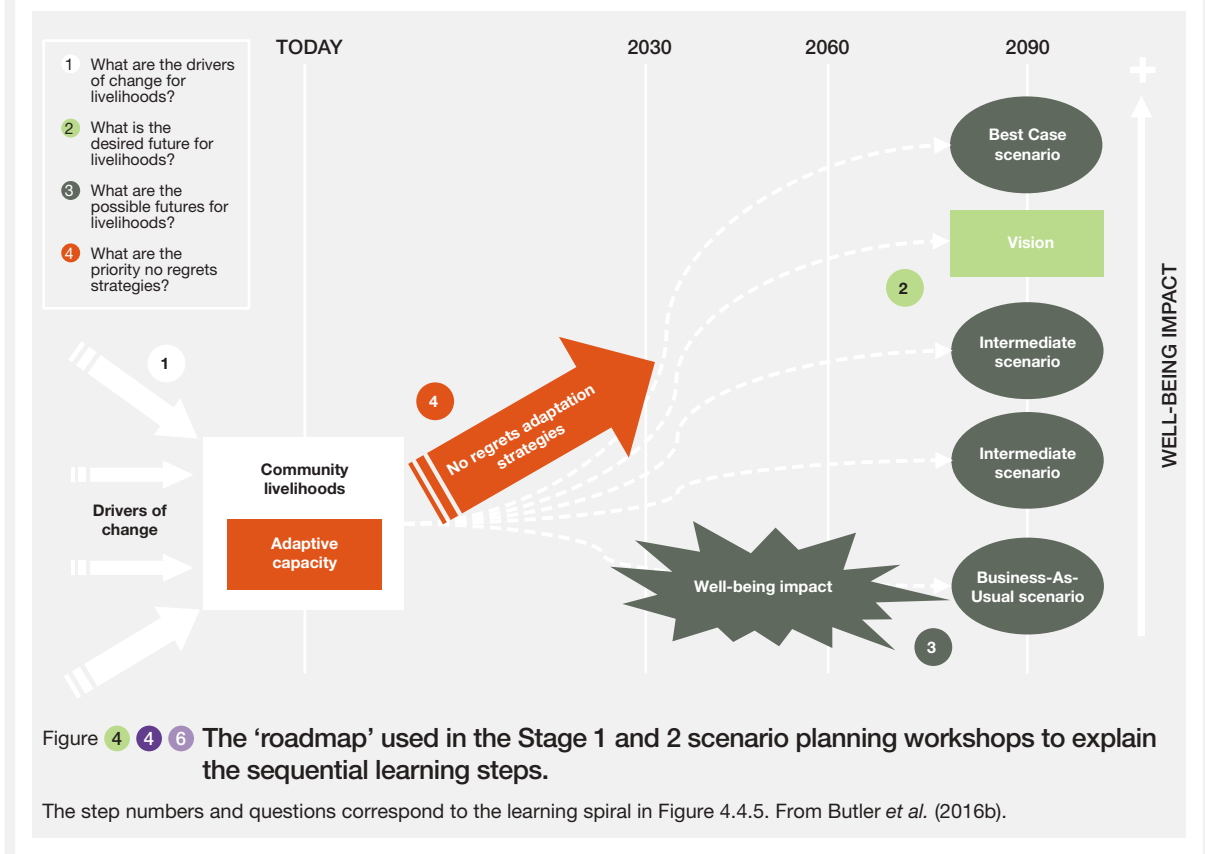 TODAY
2030
2060
2090
1 What are the drivers
of change for
livelihoods?
2 What is the
desired future for
livelihoods?
3 What are the
possible futures for
livelihoods?
4 What are the
priority no regrets
strategies?
+
Best Case
scenario
Vision
2
WELL-BEING IMPACT
Intermediate
scenario
1
4
No regrets adaptation
strategies
Intermediate
scenario
Community
livelihoods
Drivers of
change
Adaptive
capacity
Well-being impact
Business-As-
Usual scenario
3
Figure 4 4 6 The ‘roadmap’ used in the Stage 1 and 2 scenario planning workshops to explain
the sequential learning steps.
The step numbers and questions correspond to the learning spiral in Figure 4.4.5. From Butler et al. (2016b).